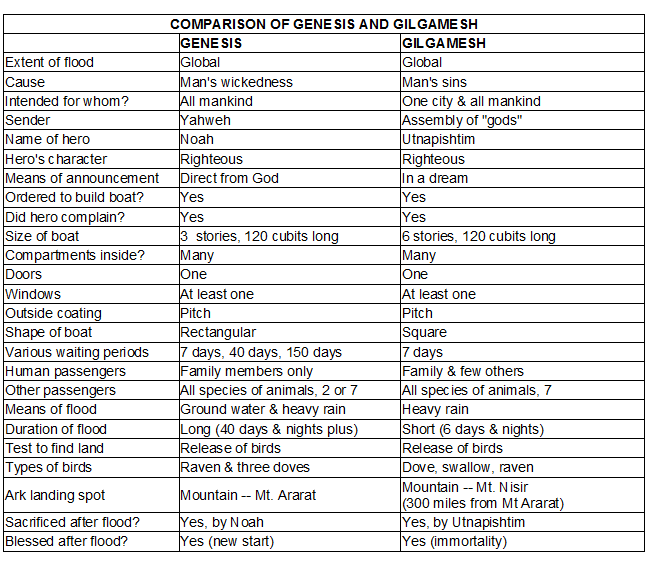 COMPARISON OF GENESIS AND GILGAMESH
GENESIS GILGAMESH
Extent of flood Global Global
Cause Man's wickedness Man's sins
Intended for whom? All mankind One city & all mankind
Sender Yahweh Assembly of "gods"
Name of hero Noah Utnapishtim
Hero's character Righteous Righteous
Means of announcement Direct from God In a dream
Ordered to build boat? Yes Yes
Did hero complain? Yes Yes
Size of boat 3 stories, 120 cubits long 6 stories, 120 cubits long
Compartments inside? Many Many
Doors One One
Windows At least one At least one
Outside coating Pitch Pitch
Shape of boat Rectangular Square
Various waiting periods 7 days, 40 days, 150 days 7 days
Human passengers Family members only Family & few others
Other passengers All species of animals, 2 or 7 All species of animals, 7
Means of flood Ground water & heavy rain Heavy rain
Duration of flood Long (40 days & nights plus) Short (6 days & nights)
Test to find land Release of birds Release of birds
Types of birds Raven & three doves Dove, swallow, raven
Ark landing spot Mountain -- Mt. Ararat Mountain -- Mt. Nisir
(300 miles from Mt Ararat)
Sacrificed after flood? Yes, by Noah Yes, by Utnapishtim
Blessed after flood? Yes (new start) Yes (immortality)